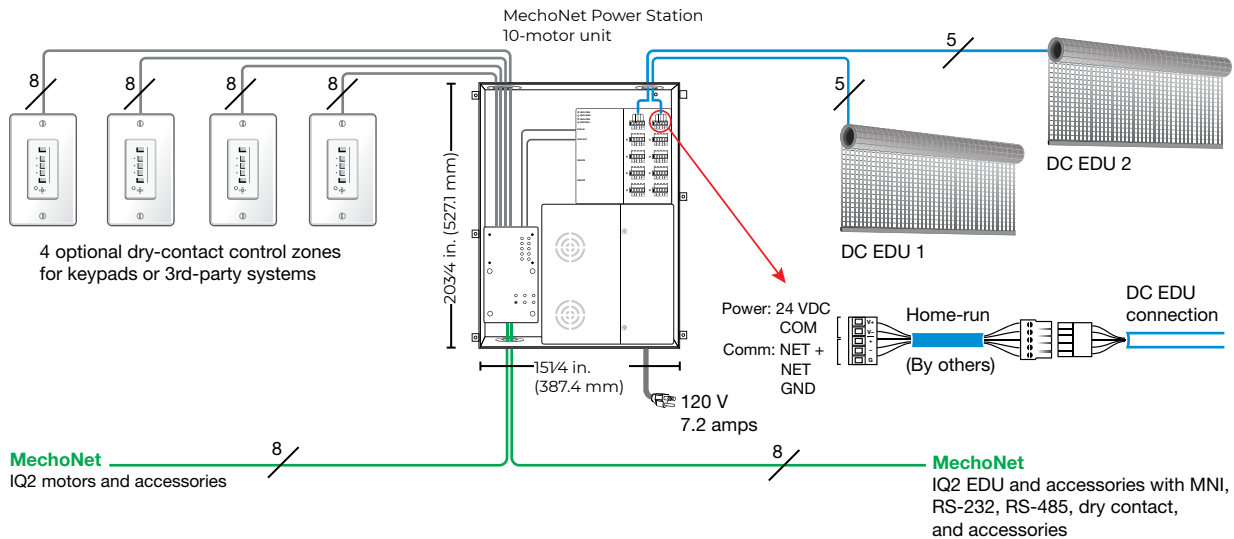 MechoNet Power Station
10-motor unit
8
8
8
8
5
5
DC EDU 2
DC EDU 1
4 optional dry-contact control zones
for keypads or 3rd-party systems
203⁄4 in. (527.1 mm)
151⁄4 in.
(387.4 mm)
120 V
7.2 amps
Power: 24 VDC
COM
Comm: NET +
NET
GND
V+
V-
+
-
G
Home-run
(By others)
DC EDU
connection
8
8
MechoNet
IQ2 motors and accessories
MechoNet
IQ2 EDU and accessories with MNI,
RS-232, RS-485, dry contact,
and accessories